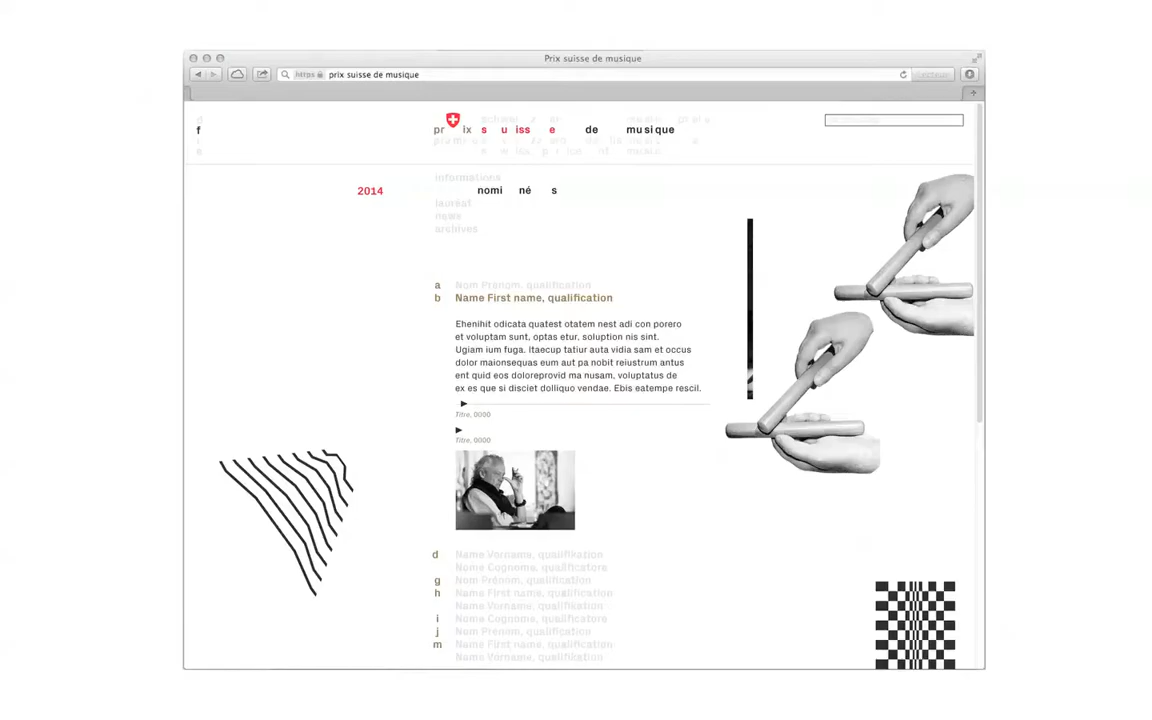 Prix suisse de musique
https prix suisse de musique
d
f
i
e
prix suisse de musique
informations
2014 nominés
lauréat
news
archives
a Nom Prénom, qualification
b Name First name, qualification
Ehenihit odicata quatest otatem nest adi con porero
et voluptam sunt, optas etur, soluption nis sint.
Ugiam ium fuga. Itaecup tatiur auta vidia sam et occus
dolor maionsequas eum aut pa nobit reiustrum antus
ent quid eos doloreprovid ma nusam, voluptatus de
ex es que si disciet dolliquo vendae. Ebis eatempe rescil.
Titre, 0000
Titre, 0000
d Name Vorname, qualifikation
Nome Cognome, qualificatore
g Nom Prénom, qualification
h Name First name, qualification
Name Vorname, qualifikation
i Nome Cognome, qualificatore
j Nom Prénom, qualification
m Name First name, qualification
Name Vorname, qualifikation